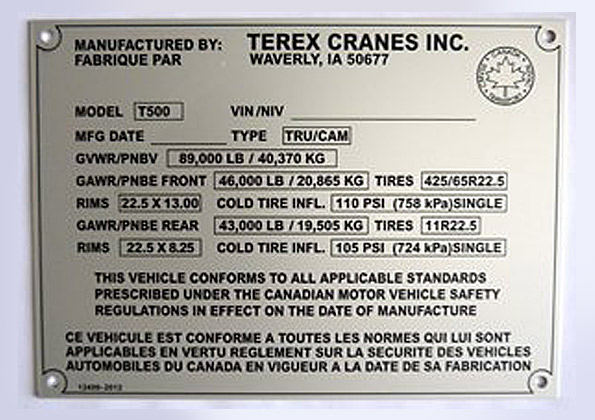 MANUFACTURED BY: TEREX CRANES INC.
FABRIQUE PAR WAVERLY, IA 50677
CANADA
TRANSPORT
MODEL T500 VIN/NIV
MFG DATE TYPE TRU/CAM
GVWR/PNBV 89,000 LB / 40,370 KG
GAWR/PNBE FRONT 46,000 LB / 20,865 KG TIRES 425/65R22.5
RIMS 22.5 X 13.00 COLD TIRE INFL. 110 PSI (758 kPa)SINGLE
GAWR/PNBE REAR 43,000 LB / 19,505 KG TIRES 11R22.5
RIMS 22.5 X 8.25 COLD TIRE INFL. 105 PSI (724 kPa)SINGLE
THIS VEHICLE CONFORMS TO ALL APPLICABLE STANDARDS
PRESCRIBED UNDER THE CANADIAN MOTOR VEHICLE SAFETY
REGULATIONS IN EFFECT ON THE DATE OF MANUFACTURE
CE VEHICULE EST CONFORME A TOUTES LES NORMES QUI LUI SONT
APPLICABLES EN VERTU REGLEMENT SUR LA SECURITE DES VEHICLES
AUTOMOBILES DU CANADA EN VIGUEUR A LA DATE DE SA FABRICATION